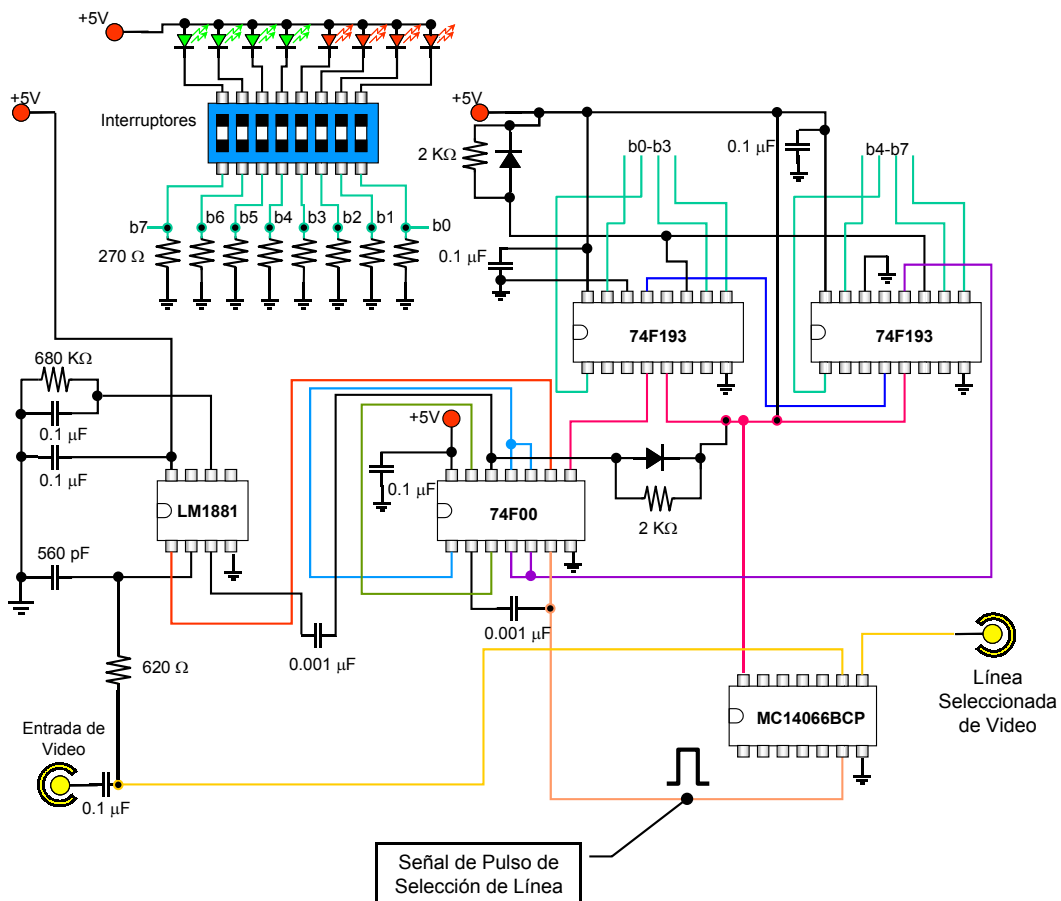 +5V
+5V
Interruptores
b7
b6
b5
b4
b3
b2
b1
b0
270 Ω
+5V
2 KΩ
b0-b3
0.1 μF
b4-b7
0.1 μF
74F193
74F193
680 KΩ
0.1 μF
0.1 μF
LM1881
+5V
0.1 μF
74F00
2 KΩ
560 pF
0.001 μF
0.001 μF
620 Ω
Entrada de
Video
0.1 μF
MC14066BCP
Línea
Seleccionada
de Video
Señal de Pulso de
Selección de Línea